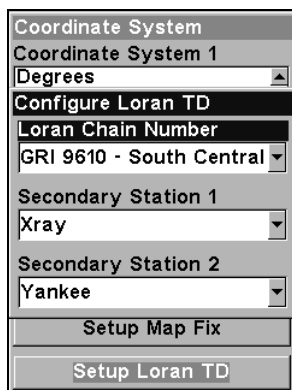 Coordinate System
Coordinate System 1
Degrees
Configure Loran TD
Loran Chain Number
GRI 9610 - South Central
Secondary Station 1
Xray
Secondary Station 2
Yankee
Setup Map Fix
Setup Loran TD